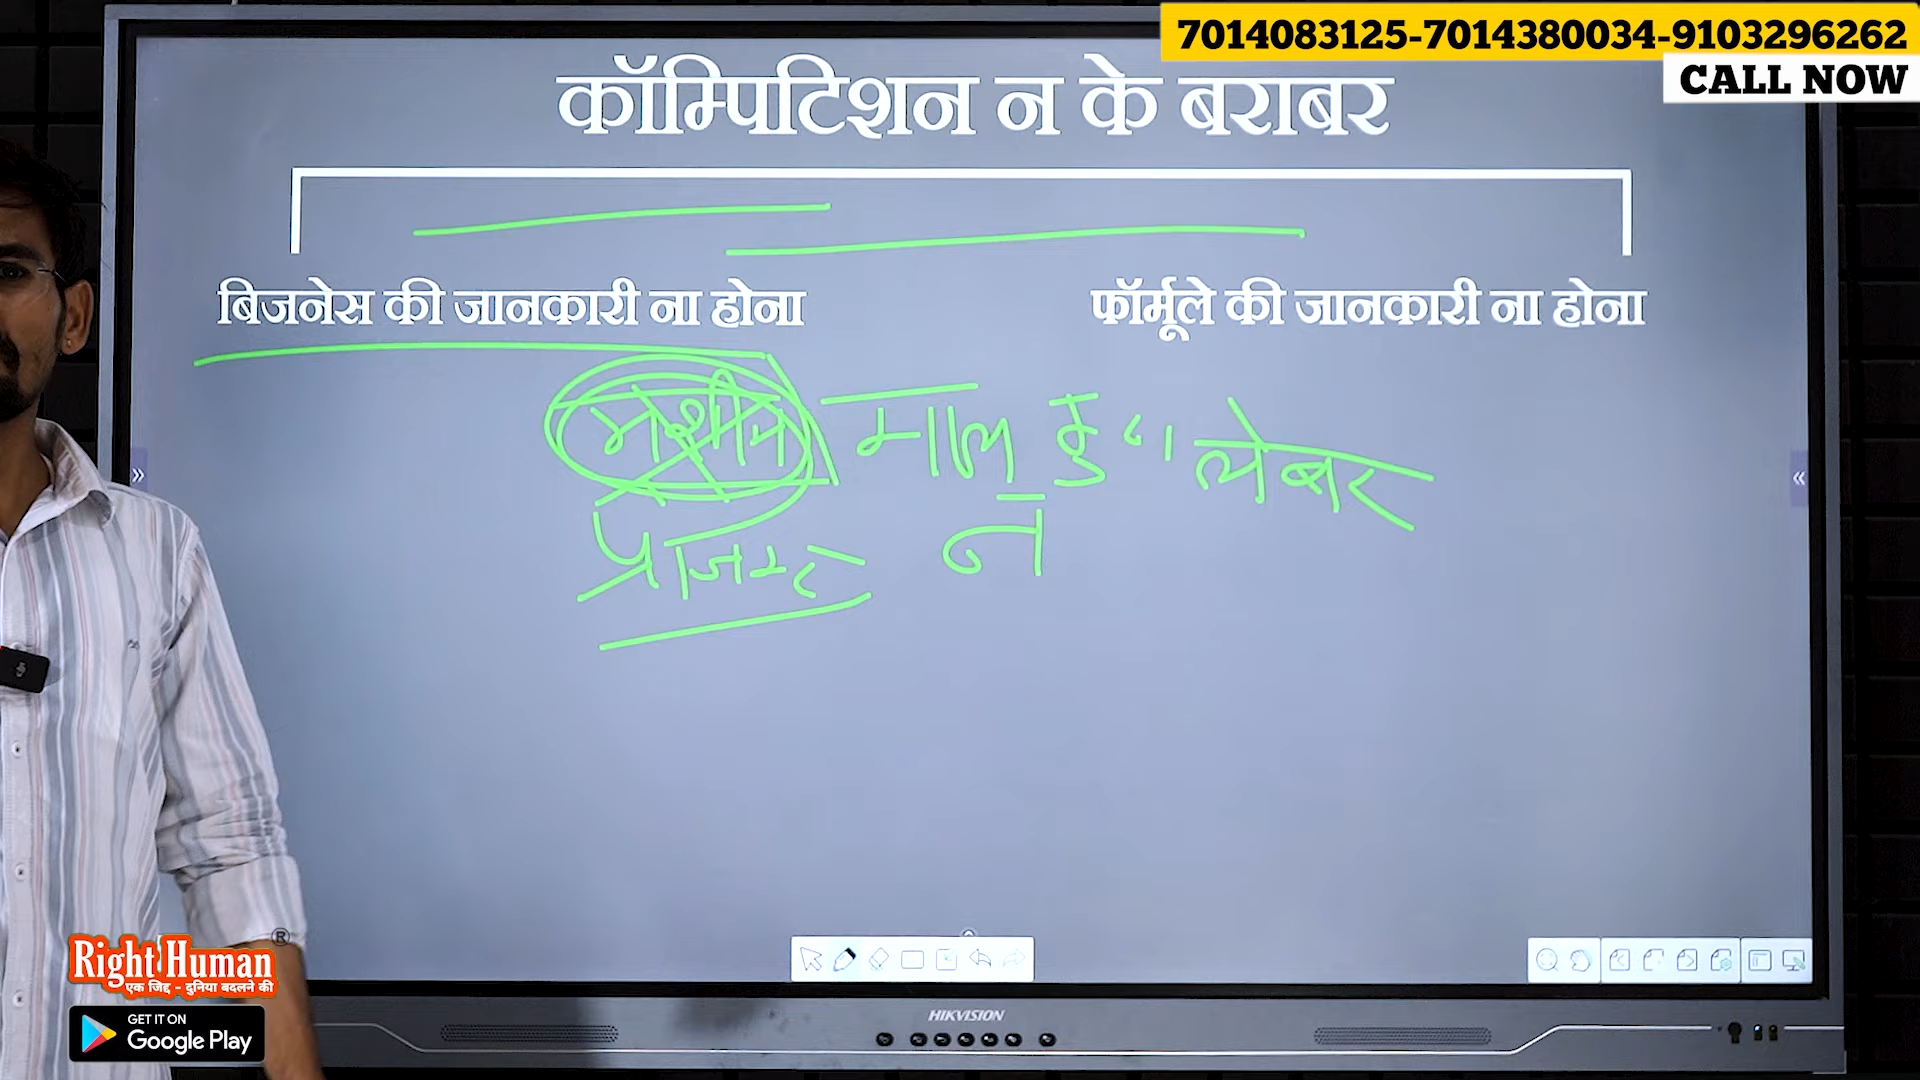 7014083125-7014380034-9103296262
CALL NOW
कॉम्पिटिशन न के बराबर
बिजनेस की जानकारी ना होना
फॉर्मूले की जानकारी ना होना
मशीन माल लेबर
न
Right Human ®
एक जिद्द - दुनिया बदलने की
GET IT ON
Google Play
HIKVISION